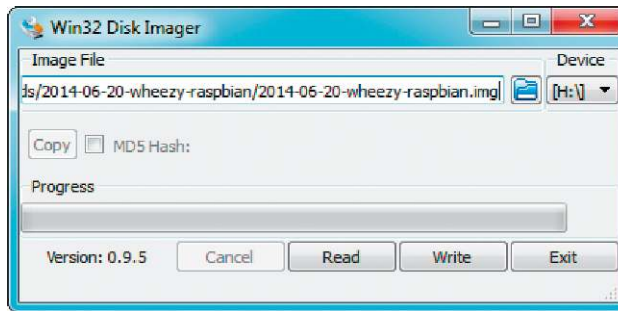 Win32 Disk Imager
Image File Device
ds/2014-06-20-wheezy-raspbian/2014-06-20-wheezy-raspbian.img [H:\]
Copy MD5 Hash:
Progress
Version: 0.9.5 Cancel Read Write Exit